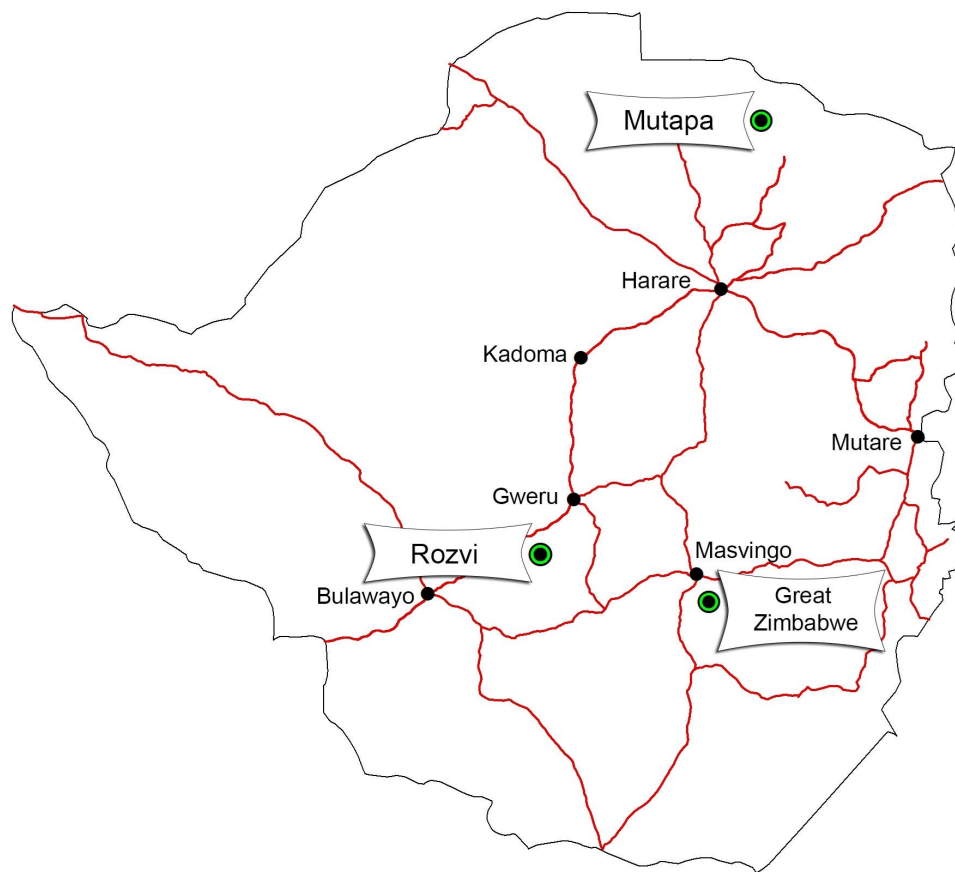 Mutapa
Harare
Kadoma
Mutare
Gweru
Rozvi
Masvingo
Bulawayo
Great
Zimbabwe